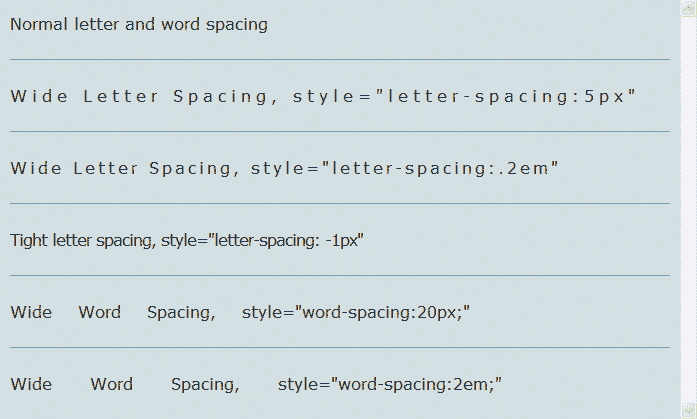 Normal letter and word spacing
Wide Letter Spacing, style="letter-spacing:5px"
Wide Letter Spacing, style="letter-spacing:.2em"
Tight letter spacing, style="letter-spacing: -1px"
Wide Word Spacing, style="word-spacing:20px;"
Wide Word Spacing, style="word-spacing:2em;"